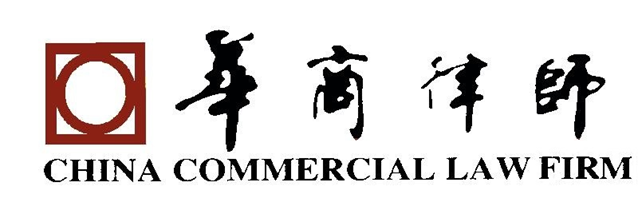 華商律師
CHINA COMMERCIAL LAW FIRM